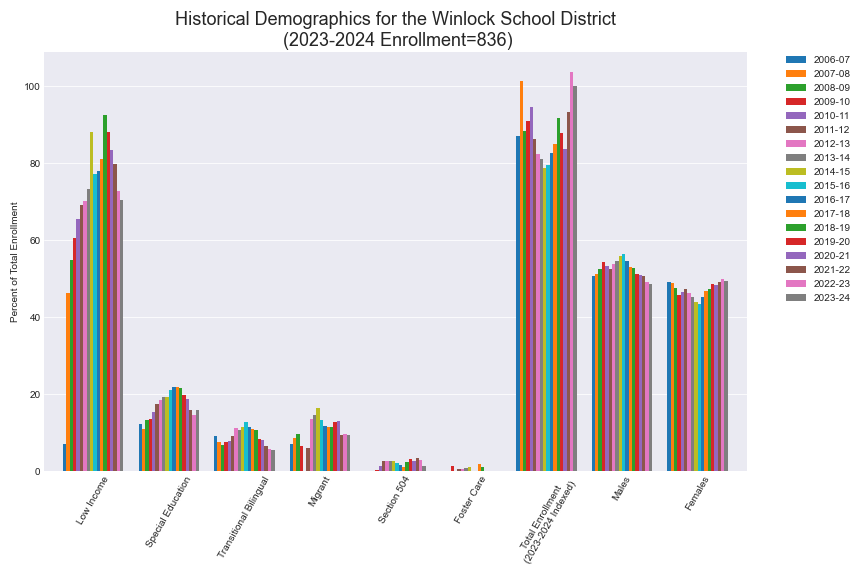 Historical Demographics for the Winlock School District
(2023-2024 Enrollment=836)
Percent of Total Enrollment
100
80
60
40
20
0
Low Income
Special Education
Transitional Bilingual
Migrant
Section 504
Foster Care
Total Enrollment
(2023-2024 Indexed)
Males
Females
2006-07
2007-08
2008-09
2009-10
2010-11
2011-12
2012-13
2013-14
2014-15
2015-16
2016-17
2017-18
2018-19
2019-20
2020-21
2021-22
2022-23
2023-24